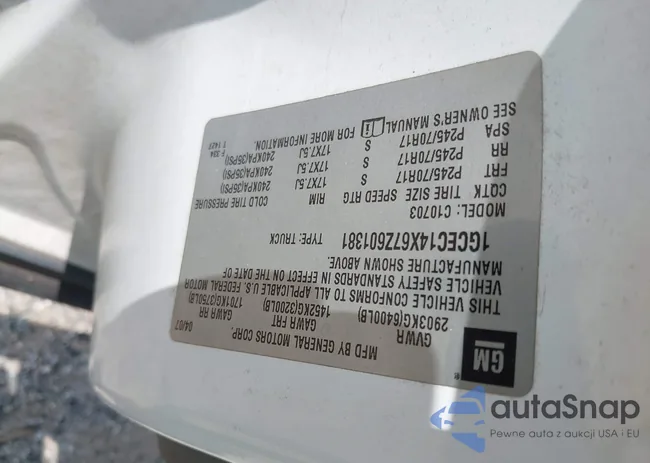 GM
MFD BY GENERAL MOTORS CORP.
04/07
GVWR GAWR FRT GAWR RR
2903KG(6400LB) 1452KG(3200LB) 1701KG(3750LB)
THIS VEHICLE CONFORMS TO ALL APPLICABLE U.S. FEDERAL MOTOR
VEHICLE SAFETY STANDARDS IN EFFECT ON THE DATE OF
MANUFACTURE SHOWN ABOVE.
1GCEC14X67Z601381 TYPE: TRUCK
MODEL: C10703
CQTK TIRE SIZE SPEED RTG RIM COLD TIRE PRESSURE
FRT P245/70R17 S 17X7.5J 240KPA(35PSI)
RR P245/70R17 S 17X7.5J 240KPA(35PSI)
SPA P245/70R17 S 17X7.5J 240KPA(35PSI)
SEE OWNER'S MANUAL FOR MORE INFORMATION.
F 334
T 1427
autaSnap
Pewne auta z aukcji USA i EU